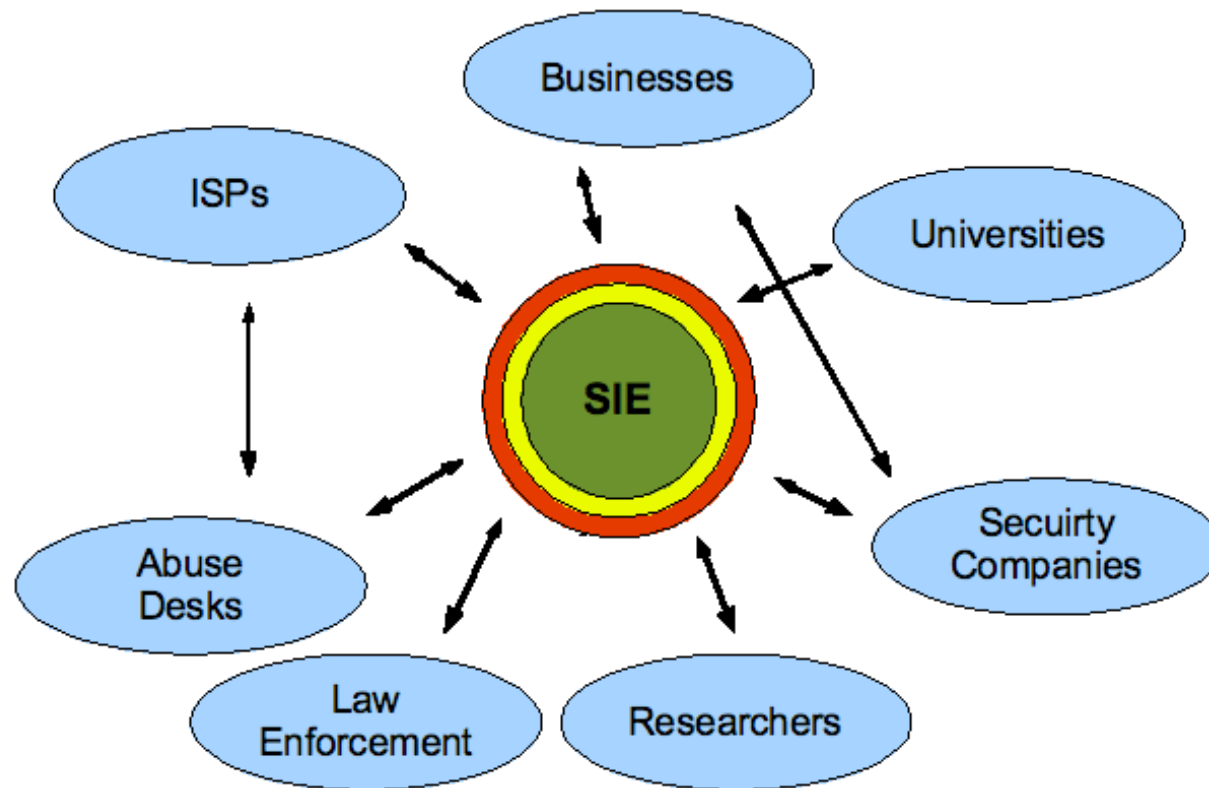 Businesses
ISPs
Universities
SIE
Secuirty
Companies
Abuse
Desks
Law
Enforcement
Researchers